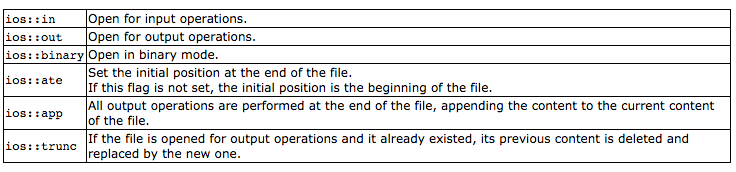 ios::in Open for input operations.
ios::out Open for output operations.
ios::binary Open in binary mode.
ios::ate Set the initial position at the end of the file.
If this flag is not set, the initial position is the beginning of the file.
ios::app All output operations are performed at the end of the file, appending the content to the current content
of the file.
ios::trunc If the file is opened for output operations and it already existed, its previous content is deleted and
replaced by the new one.